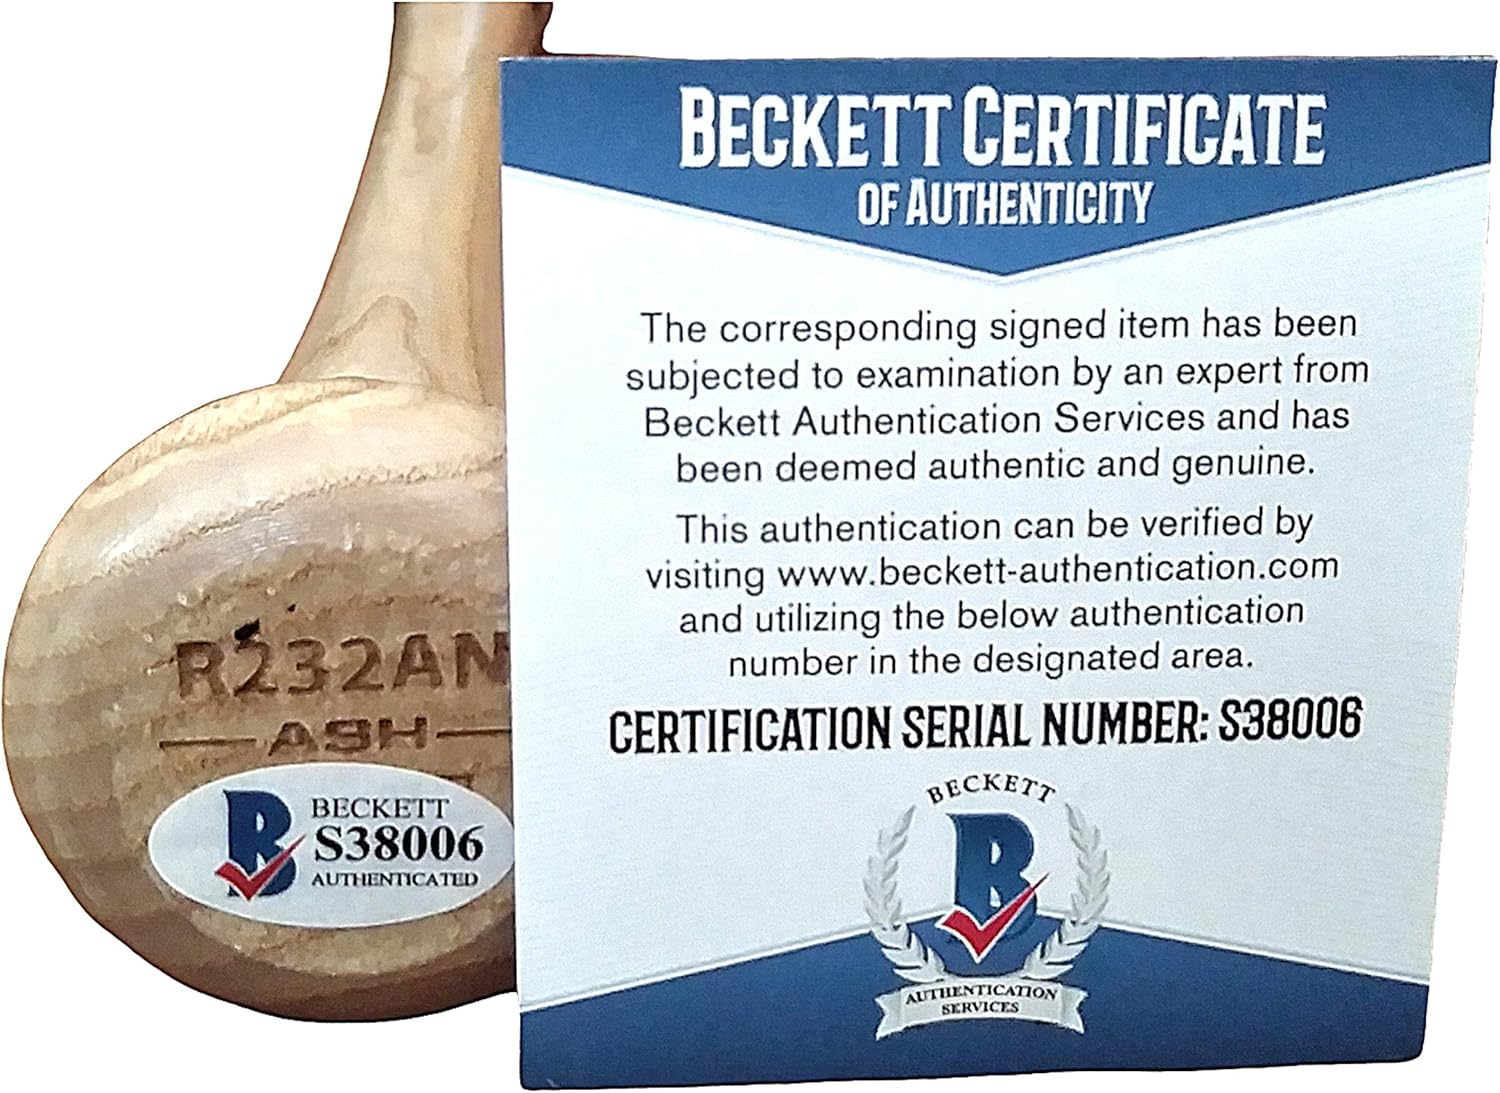 BECKETT CERTIFICATE
OF AUTHENTICITY
The corresponding signed item has been
subjected to examination by an expert from
Beckett Authentication Services and has
been deemed authentic and genuine.
This authentication can be verified by
visiting www.beckett-authentication.com
and utilizing the below authentication
number in the designated area.
CERTIFICATION SERIAL NUMBER: S38006
BECKETT
B
AUTHENTICATION
SERVICES
R232AN
ASH
B
BECKETT
S38006
AUTHENTICATED